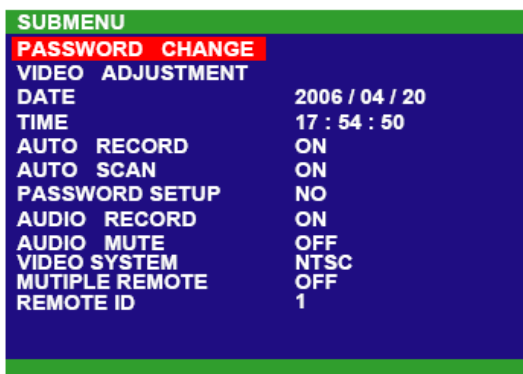 SUBMENU
PASSWORD CHANGE
VIDEO ADJUSTMENT
DATE 2006 / 04 / 20
TIME 17 : 54 : 50
AUTO RECORD ON
AUTO SCAN ON
PASSWORD SETUP NO
AUDIO RECORD ON
AUDIO MUTE OFF
VIDEO SYSTEM NTSC
MUTIPLE REMOTE OFF
REMOTE ID 1